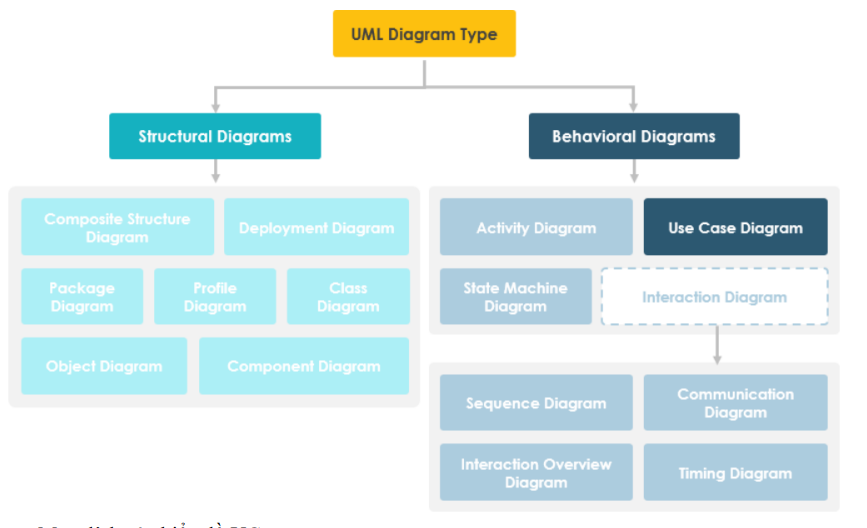 UML Diagram Type
Structural Diagrams
Behavioral Diagrams
Composite Structure
Diagram
Deployment Diagram
Package
Diagram
Profile
Diagram
Class
Diagram
Object Diagram
Component Diagram
Activity Diagram
Use Case Diagram
State Machine
Diagram
Interaction Diagram
Sequence Diagram
Communication
Diagram
Interaction Overview
Diagram
Timing Diagram